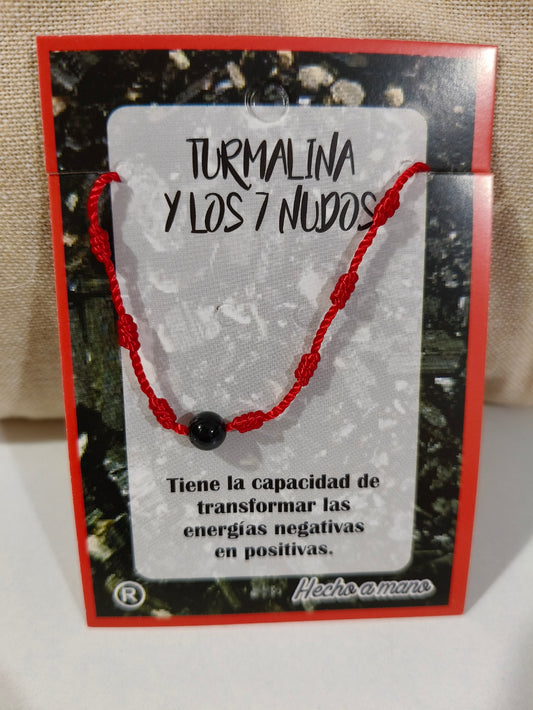 TURMALINA
Y LOS 7 NUDOS
Tiene la capacidad de
transformar las
energías negativas
en positivas.
®
Hecho a mano